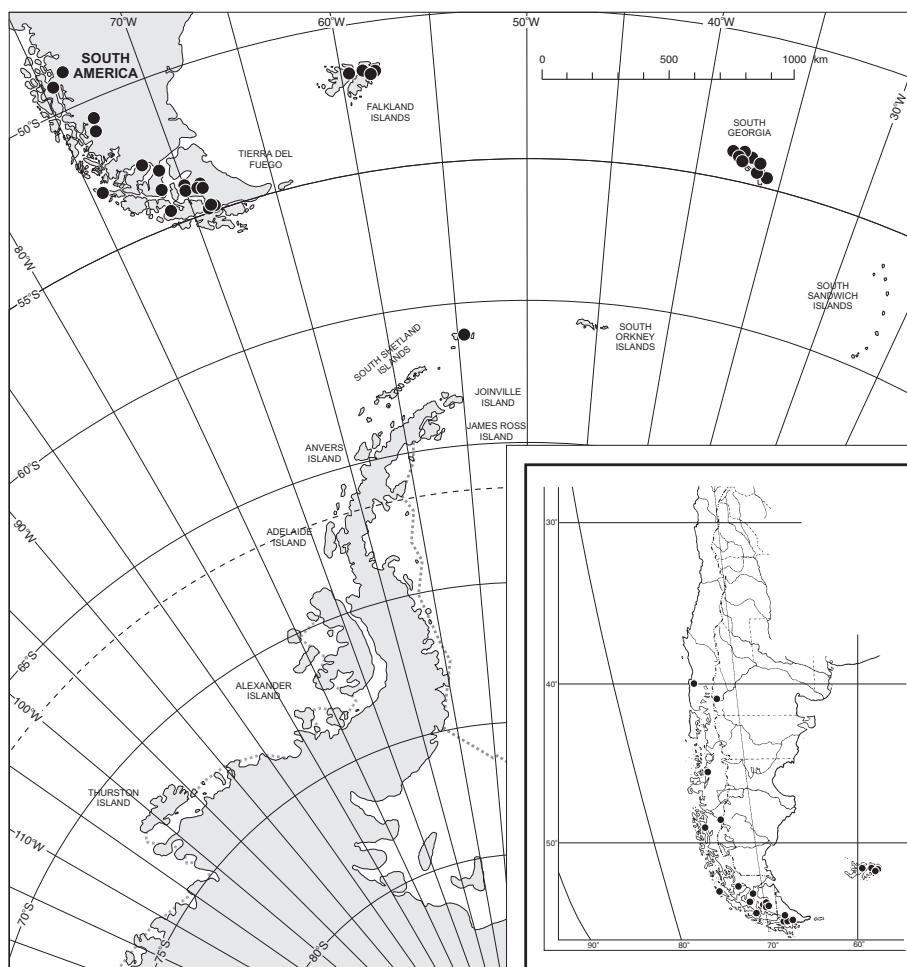 70°W
60°W
50°W
40°W
30°W
SOUTH
AMERICA
0
500
1000 km
50°S
FALKLAND
ISLANDS
SOUTH
GEORGIA
TIERRA DEL
FUEGO
70°W
80°W
55°S
SOUTH
SANDWICH
ISLANDS
SOUTH
ORKNEY
ISLANDS
SOUTH SHETLAND
ISLANDS
JOINVILLE
ISLAND
JAMES ROSS
ISLAND
ANVERS
ISLAND
60°S
90°W
ADELAIDE
ISLAND
65°S
100°W
ALEXANDER
ISLAND
THURSTON
ISLAND
110°W
70°S
75°S
80°S
30°
40°
50°
90°
80°
70°
60°